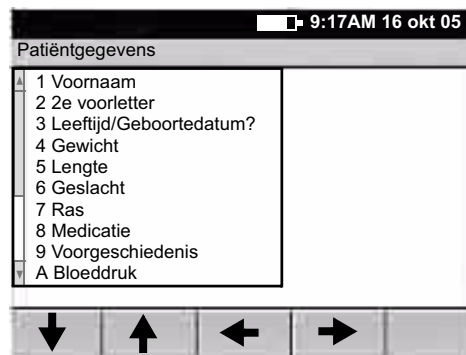 9:17AM 16 okt 05
Patiëntgegevens
1 Voornaam
2 2e voorletter
3 Leeftijd/Geboortedatum?
4 Gewicht
5 Lengte
6 Geslacht
7 Ras
8 Medicatie
9 Voorgeschiedenis
A Bloeddruk